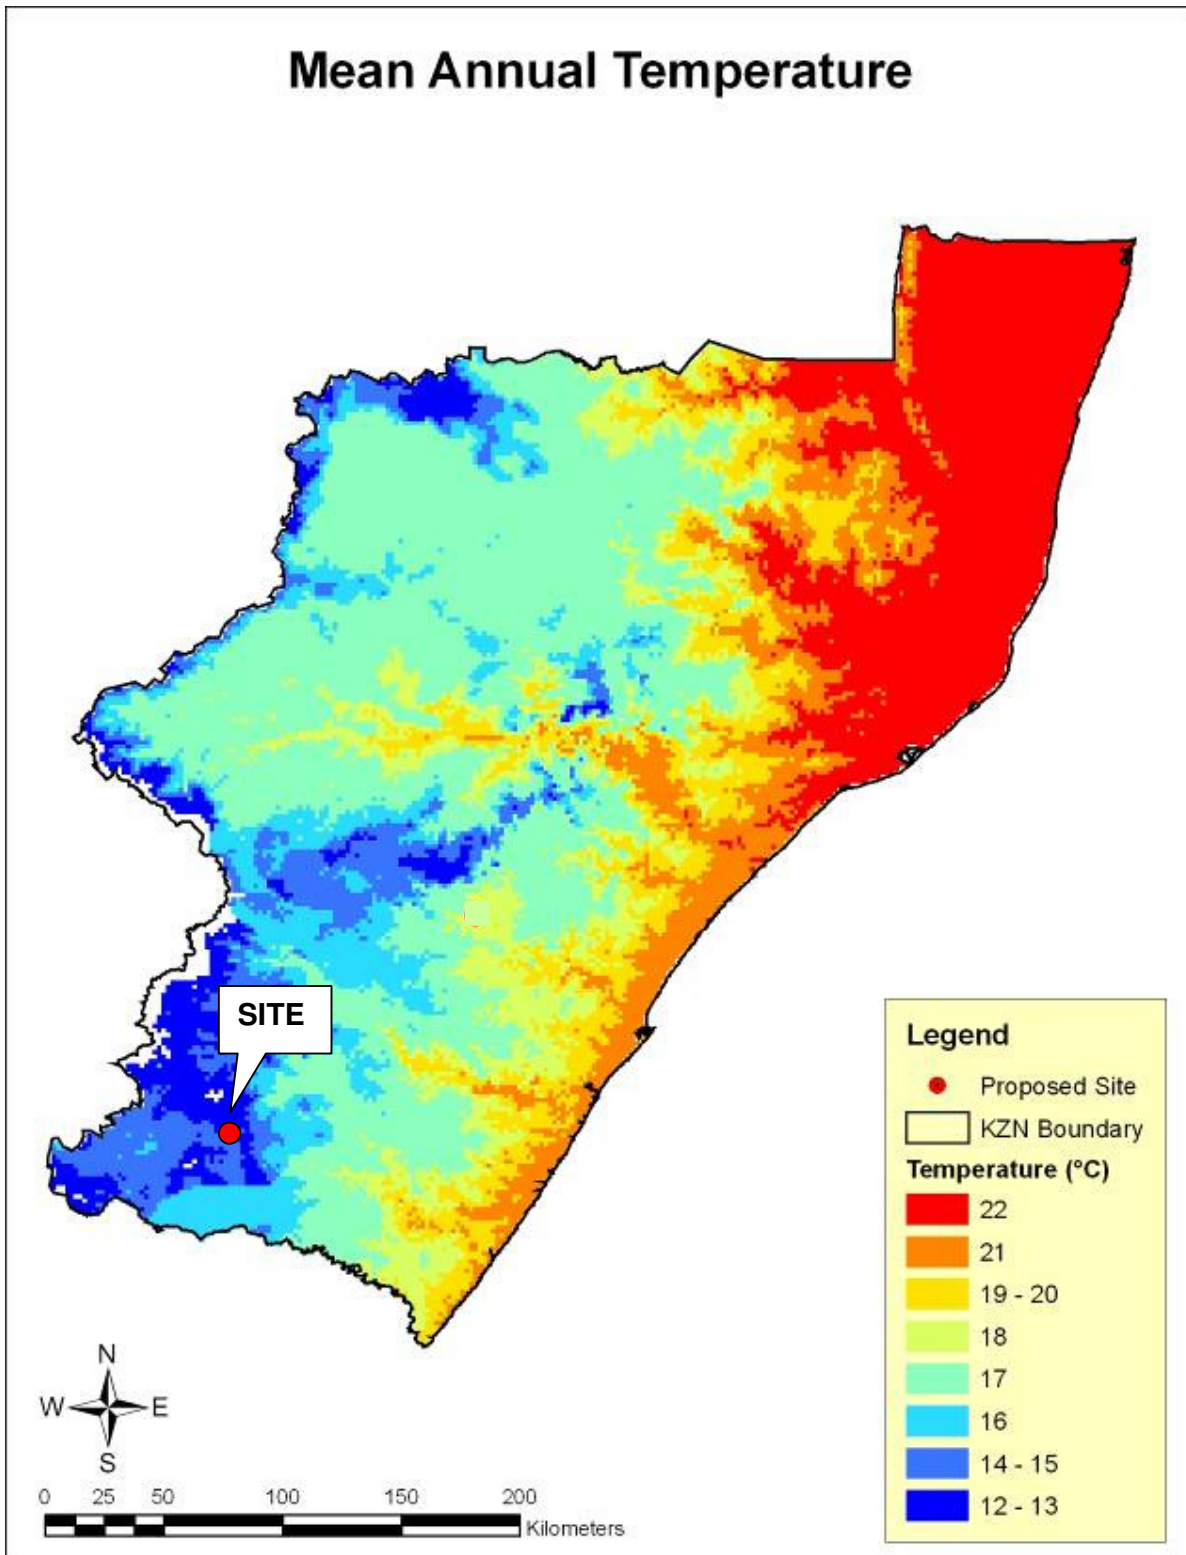 Mean Annual Temperature
SITE
Legend
Proposed Site
KZN Boundary
Temperature (°C)
22
21
19 - 20
18
17
16
14 - 15
12 - 13
N
W E
S
0 25 50 100 150 200
Kilometers